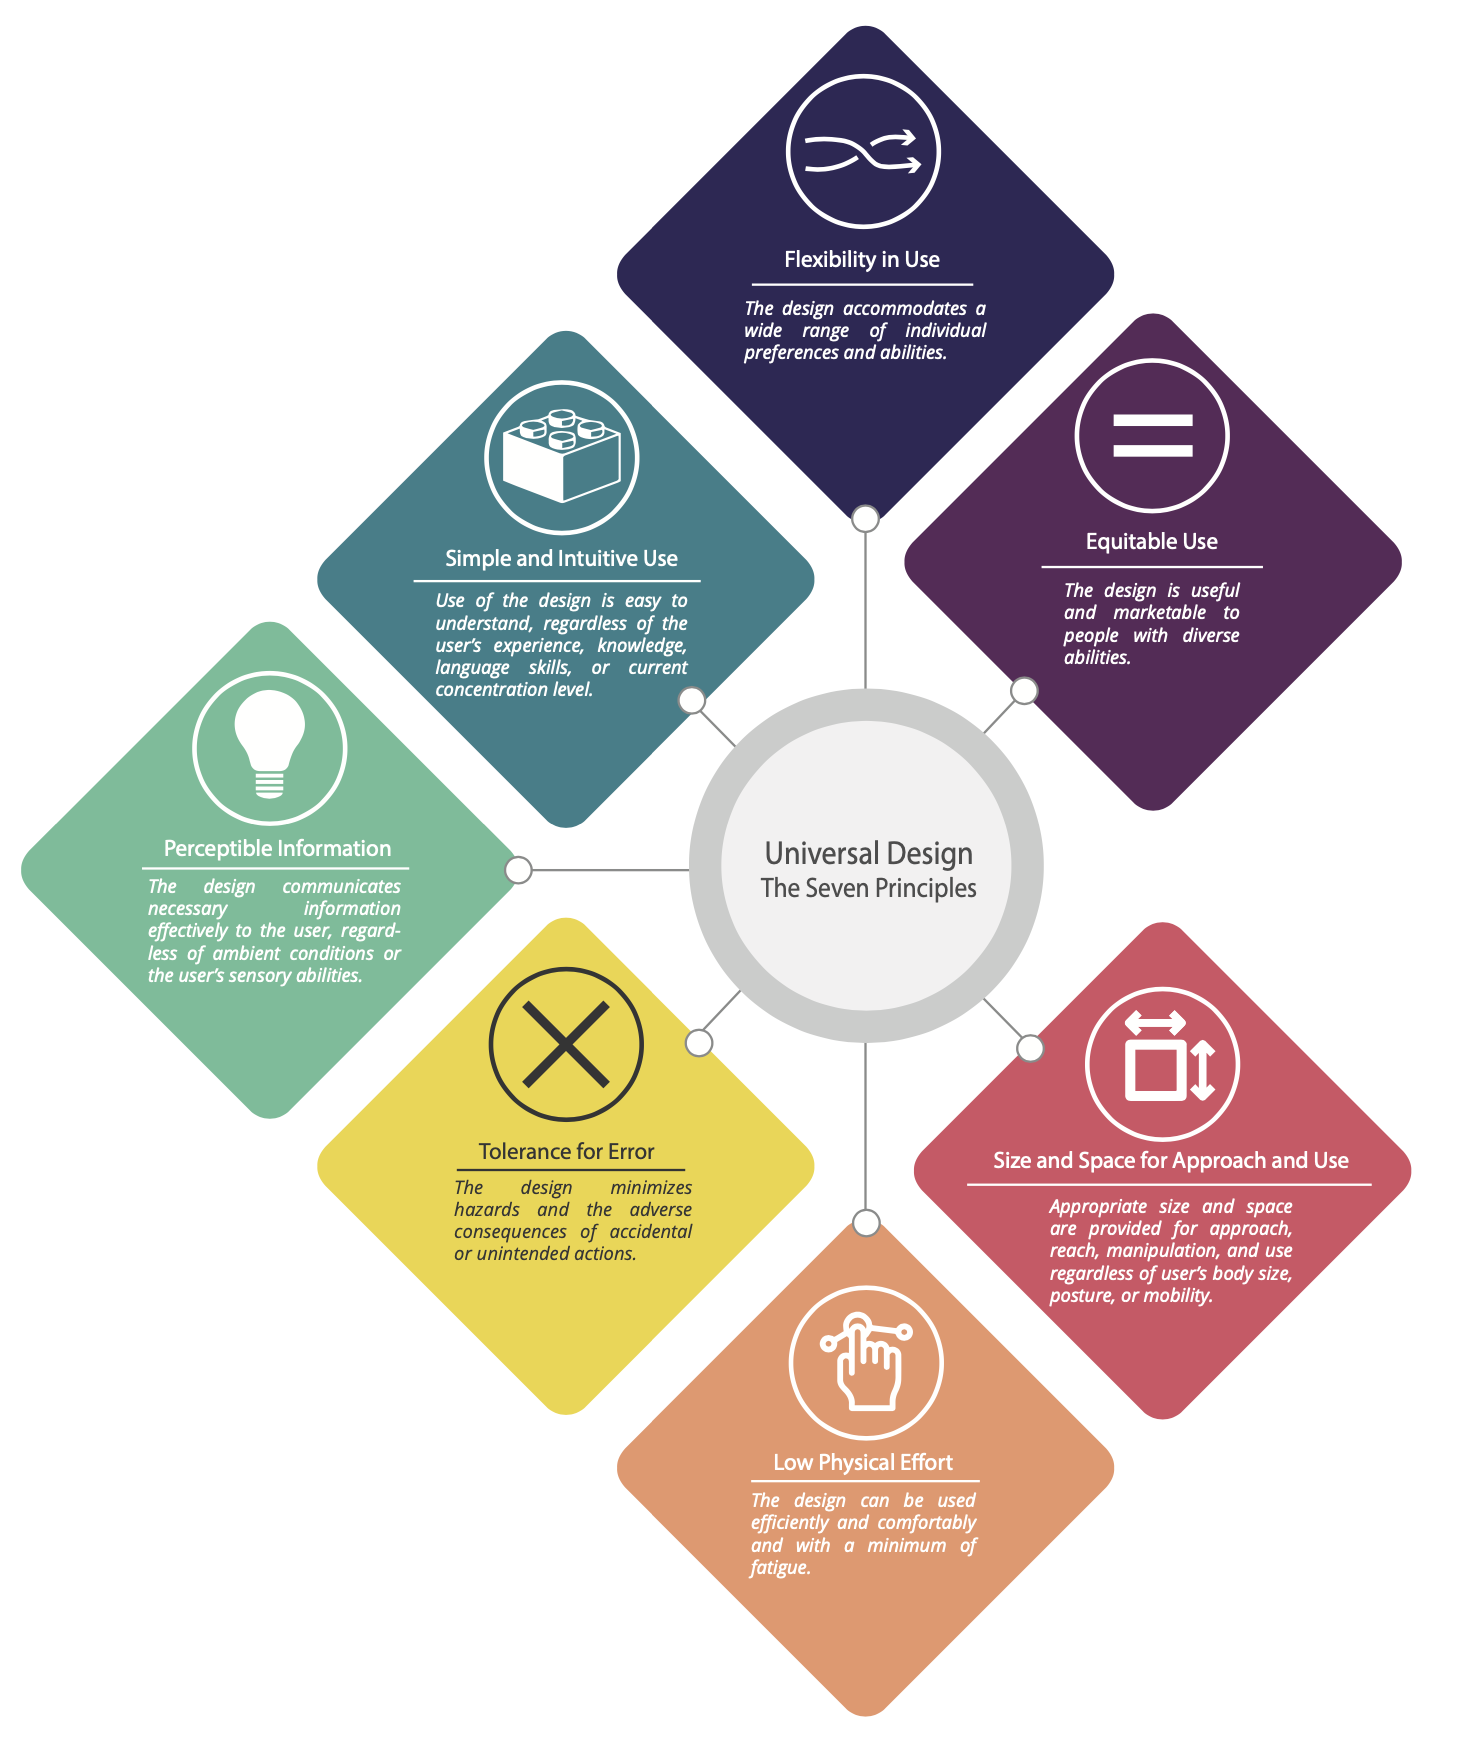 Flexibility in Use
The design accommodates a
wide range of individual
preferences and abilities.
Equitable Use
The design is useful
and marketable to
people with diverse
abilities.
Simple and Intuitive Use
Use of the design is easy to
understand, regardless of the
user's experience, knowledge,
language skills, or current
concentration level.
Perceptible Information
The design communicates
necessary information
effectively to the user, regard-
less of ambient conditions or
the user's sensory abilities.
Universal Design
The Seven Principles
Tolerance for Error
The design minimizes
hazards and the adverse
consequences of accidental
or unintended actions.
Size and Space for Approach and Use
Appropriate size and space
are provided for approach,
reach, manipulation, and use
regardless of user's body size,
posture, or mobility.
Low Physical Effort
The design can be used
efficiently and comfortably
and with a minimum of
fatigue.